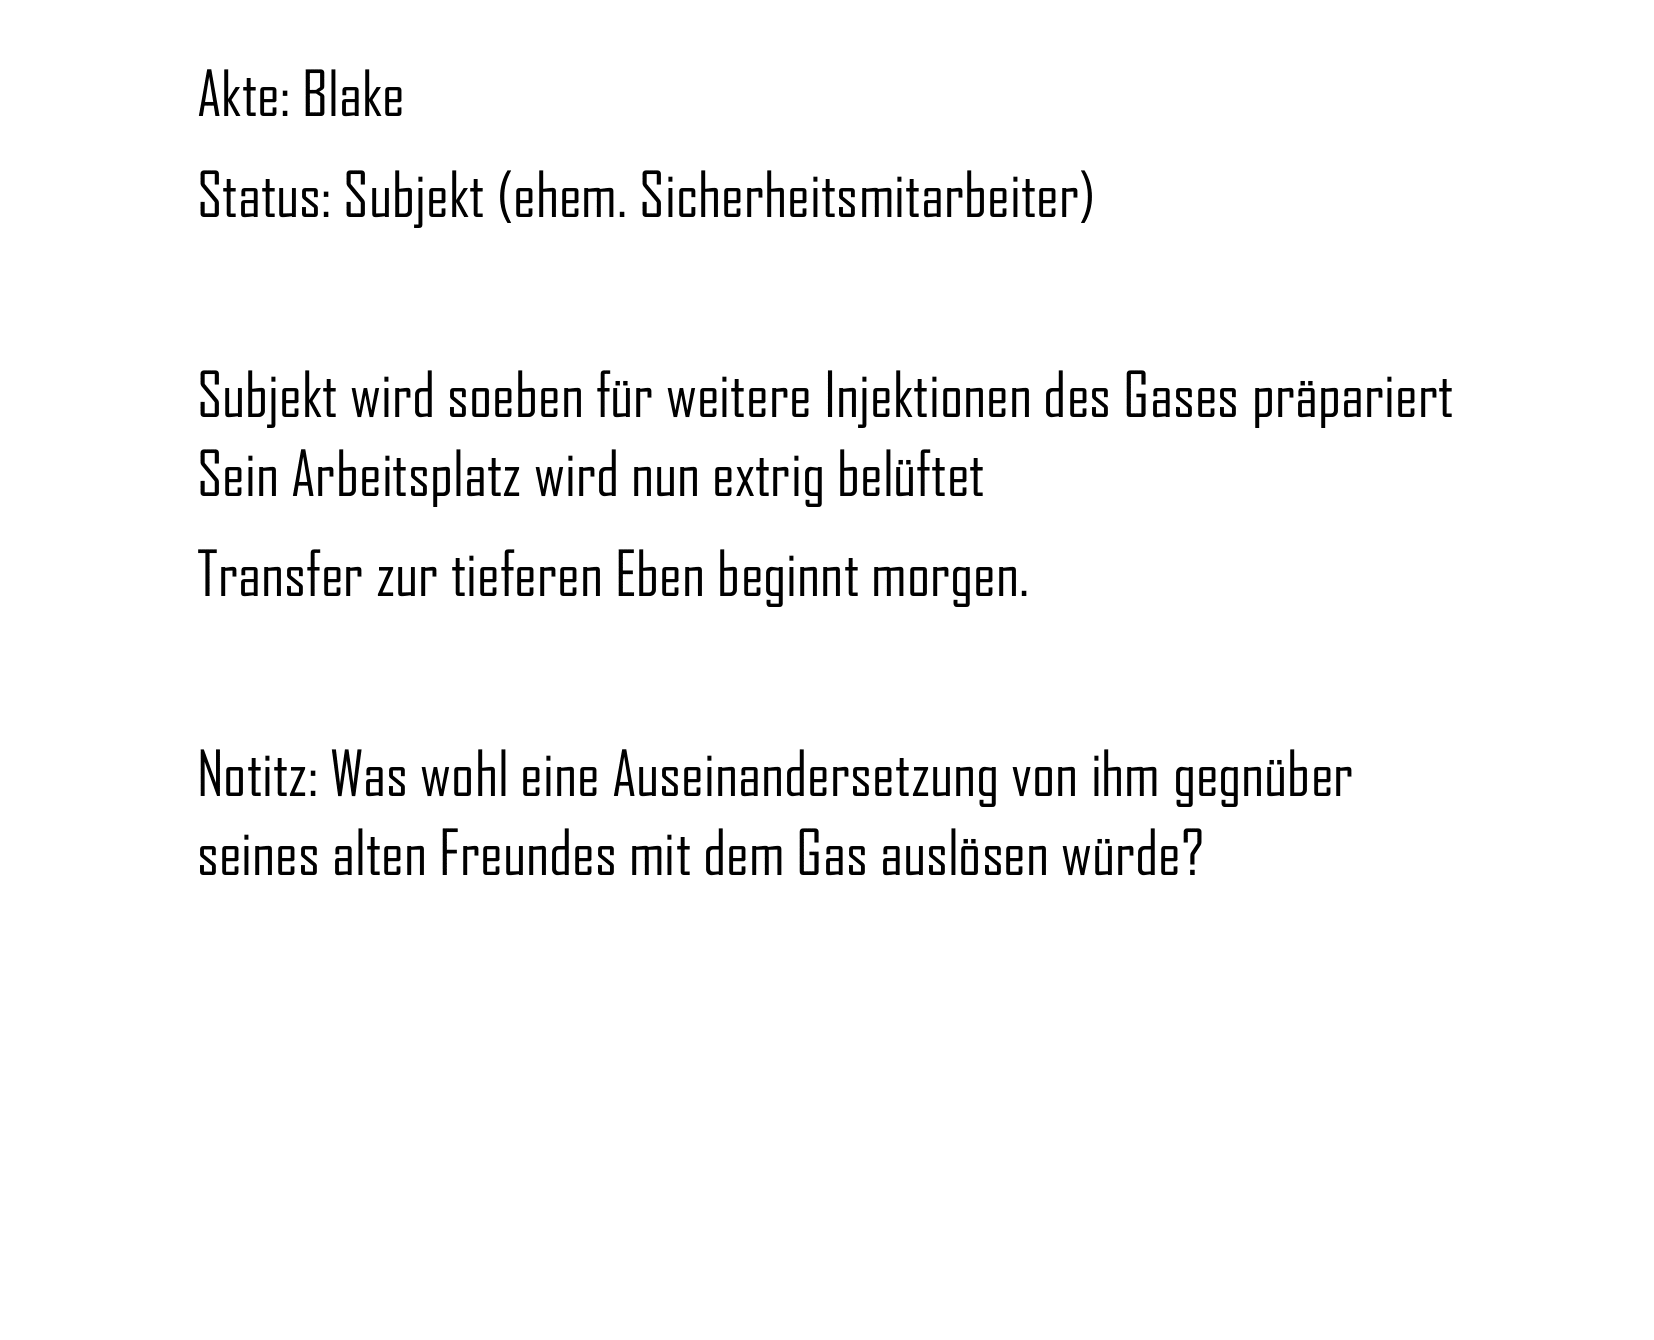 Akte: Blake
Status: Subjekt (ehem. Sicherheitsmitarbeiter)
Subjekt wird soeben für weitere Injektionen des Gases präpariert
Sein Arbeitsplatz wird nun extrig belüftet
Transfer zur tieferen Eben beginnt morgen.
Notitz: Was wohl eine Auseinandersetzung von ihm gegnüber
seines alten Freundes mit dem Gas auslösen würde?